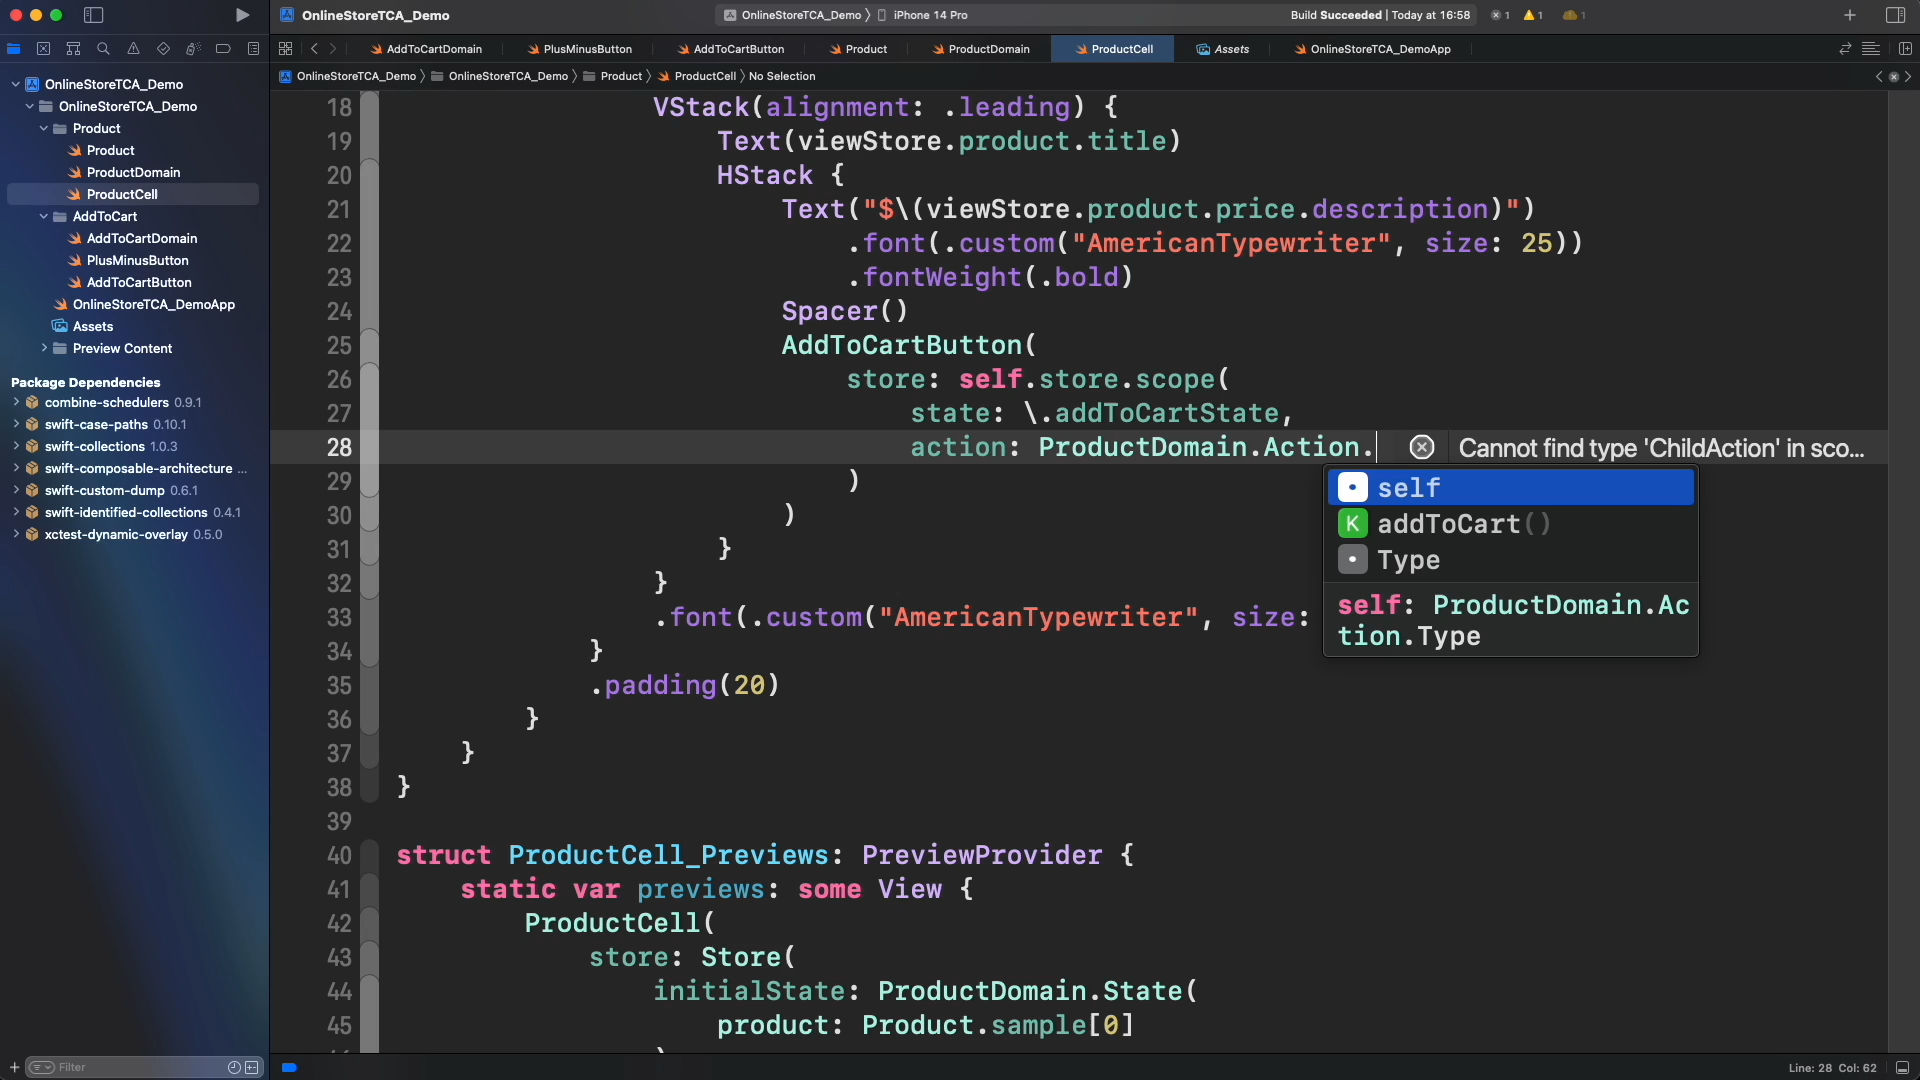 OnlineStoreTCA_Demo
OnlineStoreTCA_Demo 〉 iPhone 14 Pro
Build Succeeded | Today at 16:58
1
1
1
AddToCartDomain
PlusMinusButton
AddToCartButton
Product
ProductDomain
ProductCell
Assets
OnlineStoreTCA_DemoApp
OnlineStoreTCA_Demo 〉 OnlineStoreTCA_Demo 〉 Product 〉 ProductCell 〉 No Selection
OnlineStoreTCA_Demo
OnlineStoreTCA_Demo
Product
Product
ProductDomain
ProductCell
AddToCart
AddToCartDomain
PlusMinusButton
AddToCartButton
OnlineStoreTCA_DemoApp
Assets
Preview Content
Package Dependencies
combine-schedulers 0.9.1
swift-case-paths 0.10.1
swift-collections 1.0.3
swift-composable-architecture ...
swift-custom-dump 0.6.1
swift-identified-collections 0.4.1
xctest-dynamic-overlay 0.5.0
Filter
18 VStack(alignment: .leading) {
19 Text(viewStore.product.title)
20 HStack {
21 Text("$\(viewStore.product.price.description)")
22 .font(.custom("AmericanTypewriter", size: 25))
23 .fontWeight(.bold)
24 Spacer()
25 AddToCartButton(
26 store: self.store.scope(
27 state: \.addToCartState,
28 action: ProductDomain.Action. Cannot find type 'ChildAction' in sco...
29 )
30 )
31 }
32 }
33 .font(.custom("AmericanTypewriter", size:
34 }
35 .padding(20)
36 }
37 }
38 }
39
40 struct ProductCell_Previews: PreviewProvider {
41 static var previews: some View {
42 ProductCell(
43 store: Store(
44 initialState: ProductDomain.State(
45 product: Product.sample[0]
self
K addToCart()
Type
self: ProductDomain.Ac
tion.Type
Line: 28 Col: 62